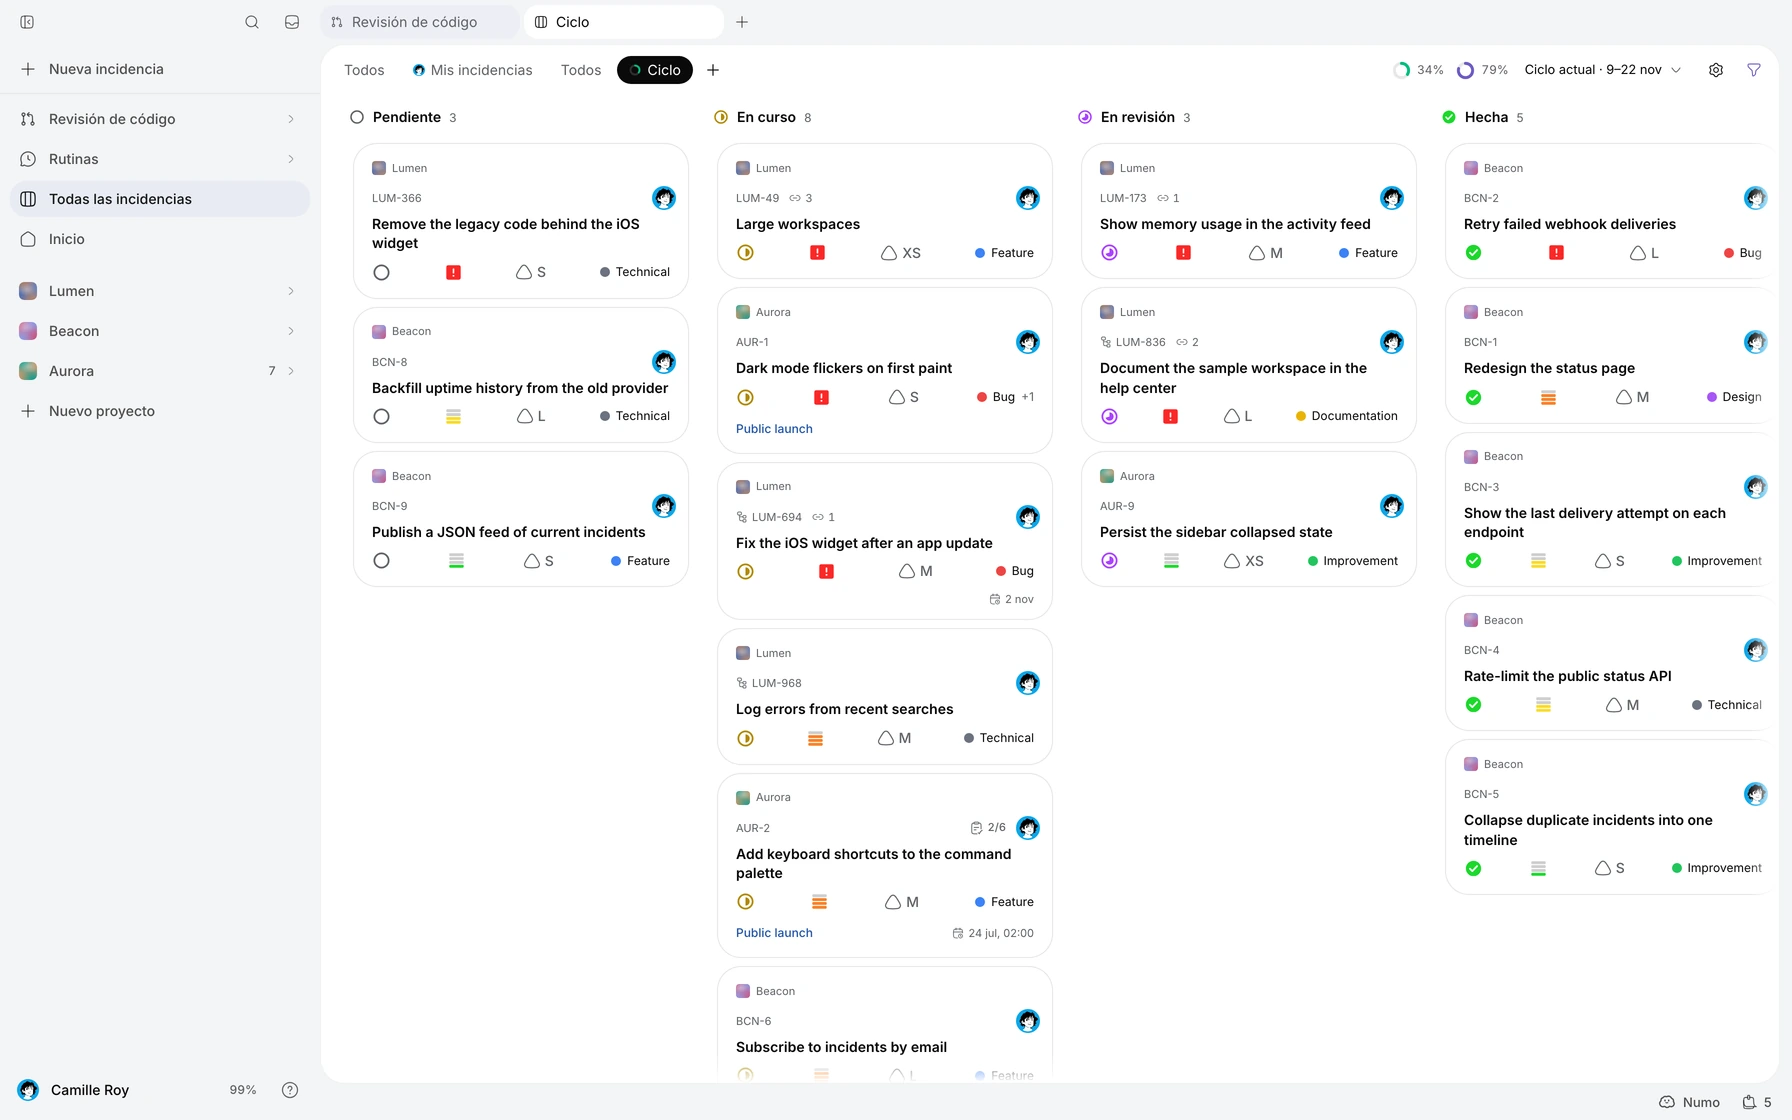 Revisión de código
Ciclo
Nueva incidencia
Revisión de código
Rutinas
Todas las incidencias
Inicio
Lumen
Beacon
Aurora 7
Nuevo proyecto
Camille Roy 99%
Todos Mis incidencias Todos Ciclo
34% 79% Ciclo actual · 9–22 nov
Pendiente 3
Lumen
LUM-366
Remove the legacy code behind the iOS
widget
S Technical
Beacon
BCN-8
Backfill uptime history from the old provider
L Technical
Beacon
BCN-9
Publish a JSON feed of current incidents
S Feature
En curso 8
Lumen
LUM-49 3
Large workspaces
XS Feature
Aurora
AUR-1
Dark mode flickers on first paint
S Bug +1
Public launch
Lumen
LUM-694 1
Fix the iOS widget after an app update
M Bug
2 nov
Lumen
LUM-968
Log errors from recent searches
M Technical
Aurora
AUR-2 2/6
Add keyboard shortcuts to the command
palette
M Feature
Public launch 24 jul, 02:00
Beacon
BCN-6
Subscribe to incidents by email
L Feature
En revisión 3
Lumen
LUM-173 1
Show memory usage in the activity feed
M Feature
Lumen
LUM-836 2
Document the sample workspace in the
help center
L Documentation
Aurora
AUR-9
Persist the sidebar collapsed state
XS Improvement
Hecha 5
Beacon
BCN-2
Retry failed webhook deliveries
L Bug
Beacon
BCN-1
Redesign the status page
M Design
Beacon
BCN-3
Show the last delivery attempt on each
endpoint
S Improvement
Beacon
BCN-4
Rate-limit the public status API
M Technical
Beacon
BCN-5
Collapse duplicate incidents into one
timeline
S Improvement
Numo 5